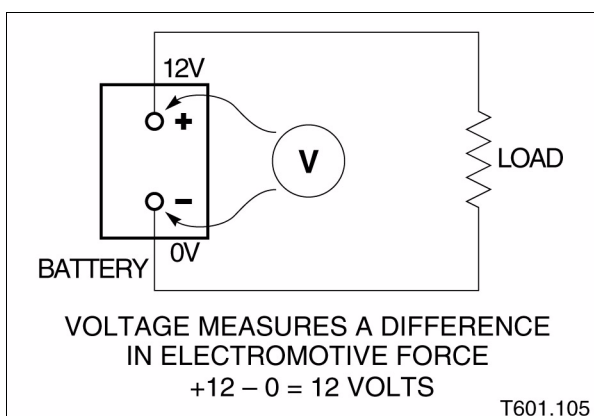 12V
+
V
LOAD
−
0V
BATTERY
VOLTAGE MEASURES A DIFFERENCE
IN ELECTROMOTIVE FORCE
+12 – 0 = 12 VOLTS
T601.105